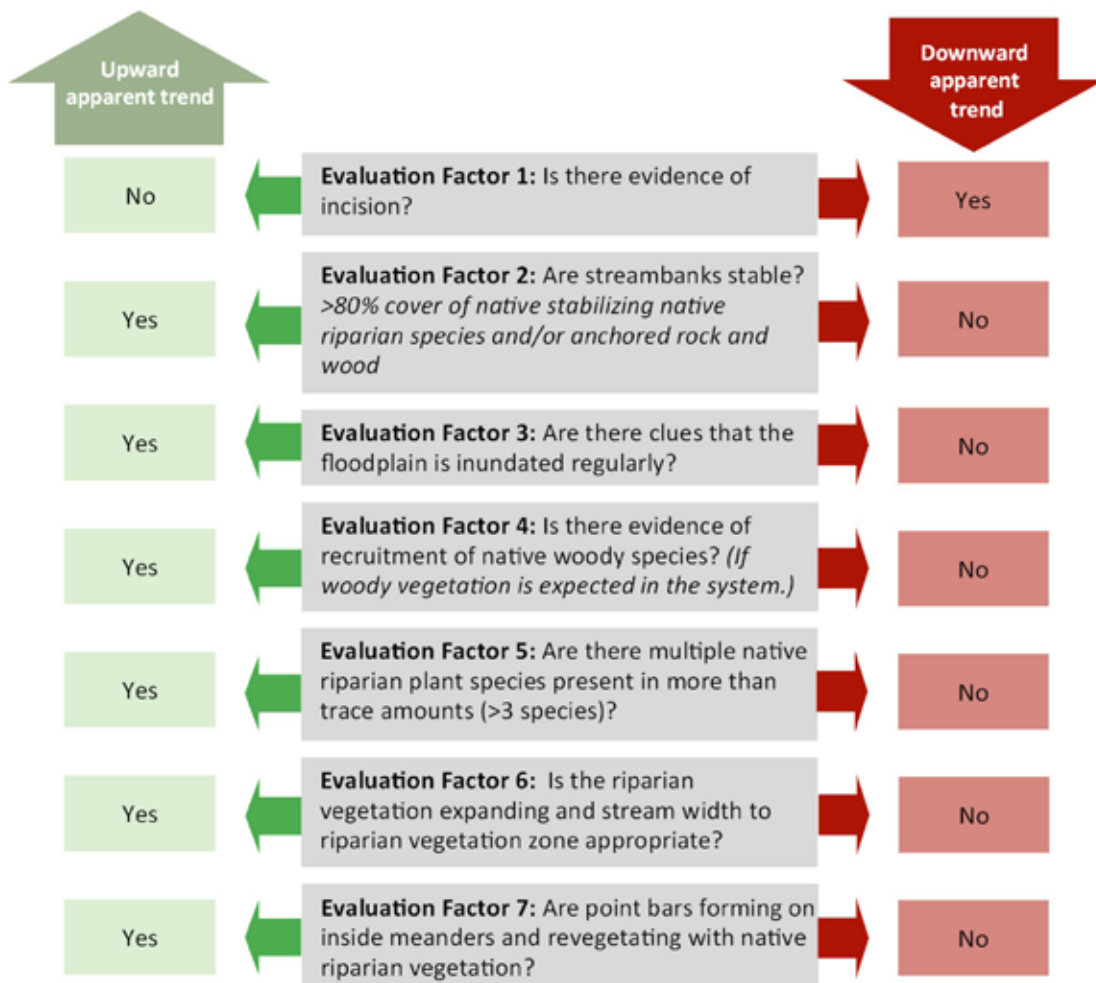 Upward
apparent trend
Downward
apparent
trend
No
Evaluation Factor 1: Is there evidence of
incision?
Yes
Yes
Evaluation Factor 2: Are streambanks stable?
>80% cover of native stabilizing native
riparian species and/or anchored rock and
wood
No
Yes
Evaluation Factor 3: Are there clues that the
floodplain is inundated regularly?
No
Yes
Evaluation Factor 4: Is there evidence of
recruitment of native woody species? (If
woody vegetation is expected in the system.)
No
Yes
Evaluation Factor 5: Are there multiple native
riparian plant species present in more than
trace amounts (>3 species)?
No
Yes
Evaluation Factor 6: Is the riparian
vegetation expanding and stream width to
riparian vegetation zone appropriate?
No
Yes
Evaluation Factor 7: Are point bars forming on
inside meanders and revegetating with native
riparian vegetation?
No